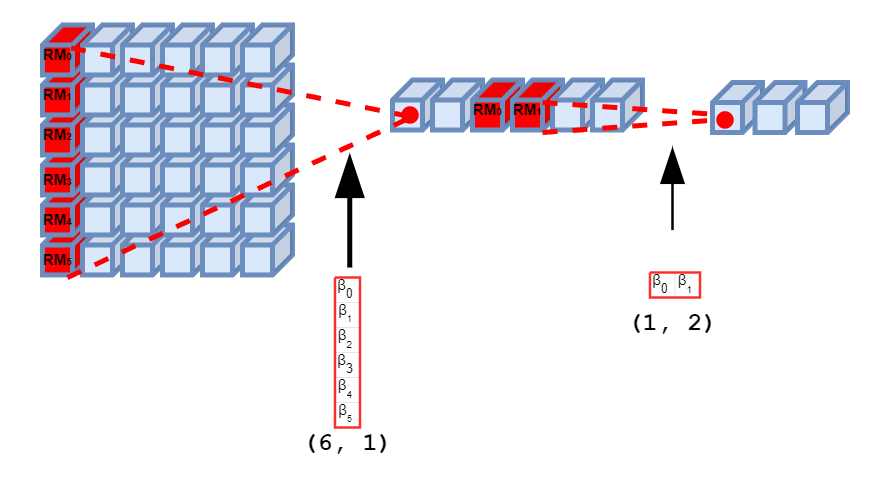 RM₀
RM₁
RM₂
RM₃
RM₄
RM₅
RM₀ RM₁
β₀
β₁
β₂
β₃
β₄
β₅
(6, 1)
β₀ β₁
(1, 2)